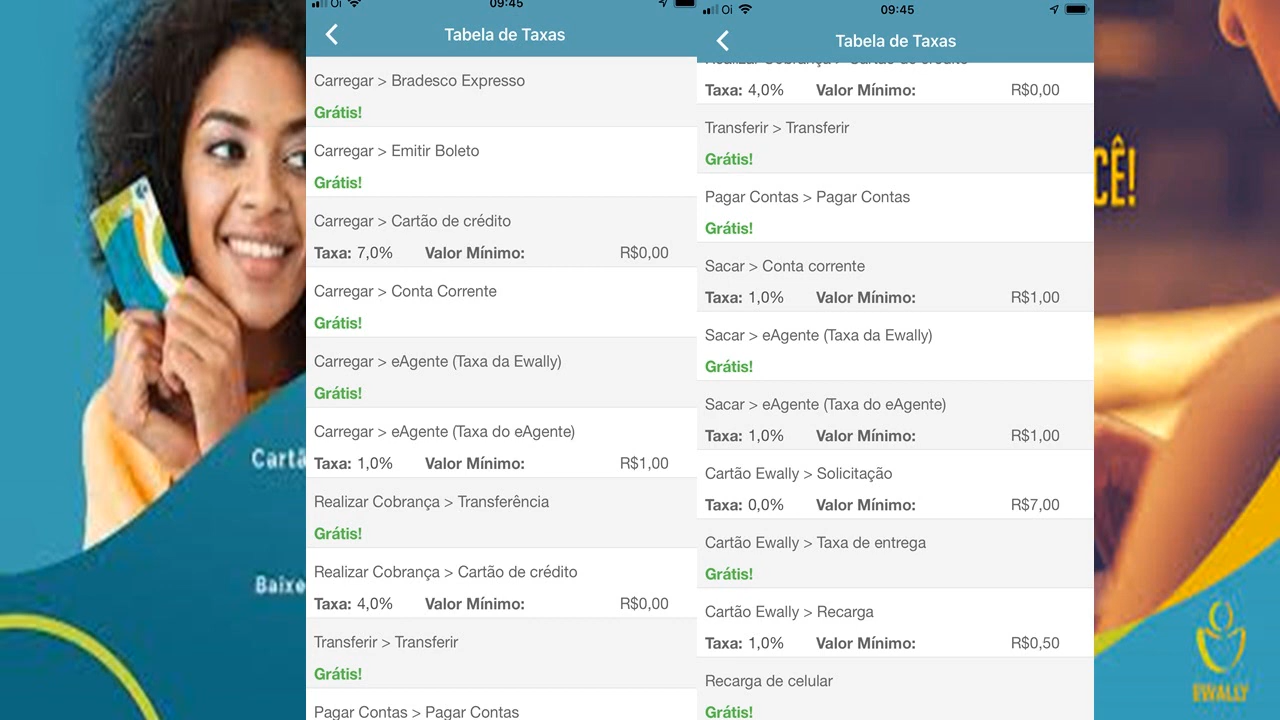 Oi
09:45
Tabela de Taxas
Carregar > Bradesco Expresso
Grátis!
Carregar > Emitir Boleto
Grátis!
Carregar > Cartão de crédito
Taxa: 7,0% Valor Mínimo: R$0,00
Carregar > Conta Corrente
Grátis!
Carregar > eAgente (Taxa da Ewally)
Grátis!
Carregar > eAgente (Taxa do eAgente)
Taxa: 1,0% Valor Mínimo: R$1,00
Realizar Cobrança > Transferência
Grátis!
Realizar Cobrança > Cartão de crédito
Taxa: 4,0% Valor Mínimo: R$0,00
Transferir > Transferir
Grátis!
Pagar Contas > Pagar Contas
Oi
09:45
Tabela de Taxas
Realizar Cobrança > Cartão de crédito
Taxa: 4,0% Valor Mínimo: R$0,00
Transferir > Transferir
Grátis!
Pagar Contas > Pagar Contas
Grátis!
Sacar > Conta corrente
Taxa: 1,0% Valor Mínimo: R$1,00
Sacar > eAgente (Taxa da Ewally)
Grátis!
Sacar > eAgente (Taxa do eAgente)
Taxa: 1,0% Valor Mínimo: R$1,00
Cartão Ewally > Solicitação
Taxa: 0,0% Valor Mínimo: R$7,00
Cartão Ewally > Taxa de entrega
Grátis!
Cartão Ewally > Recarga
Taxa: 1,0% Valor Mínimo: R$0,50
Recarga de celular
Grátis!
Cartã
Baixe
CÊ!
EWALLY